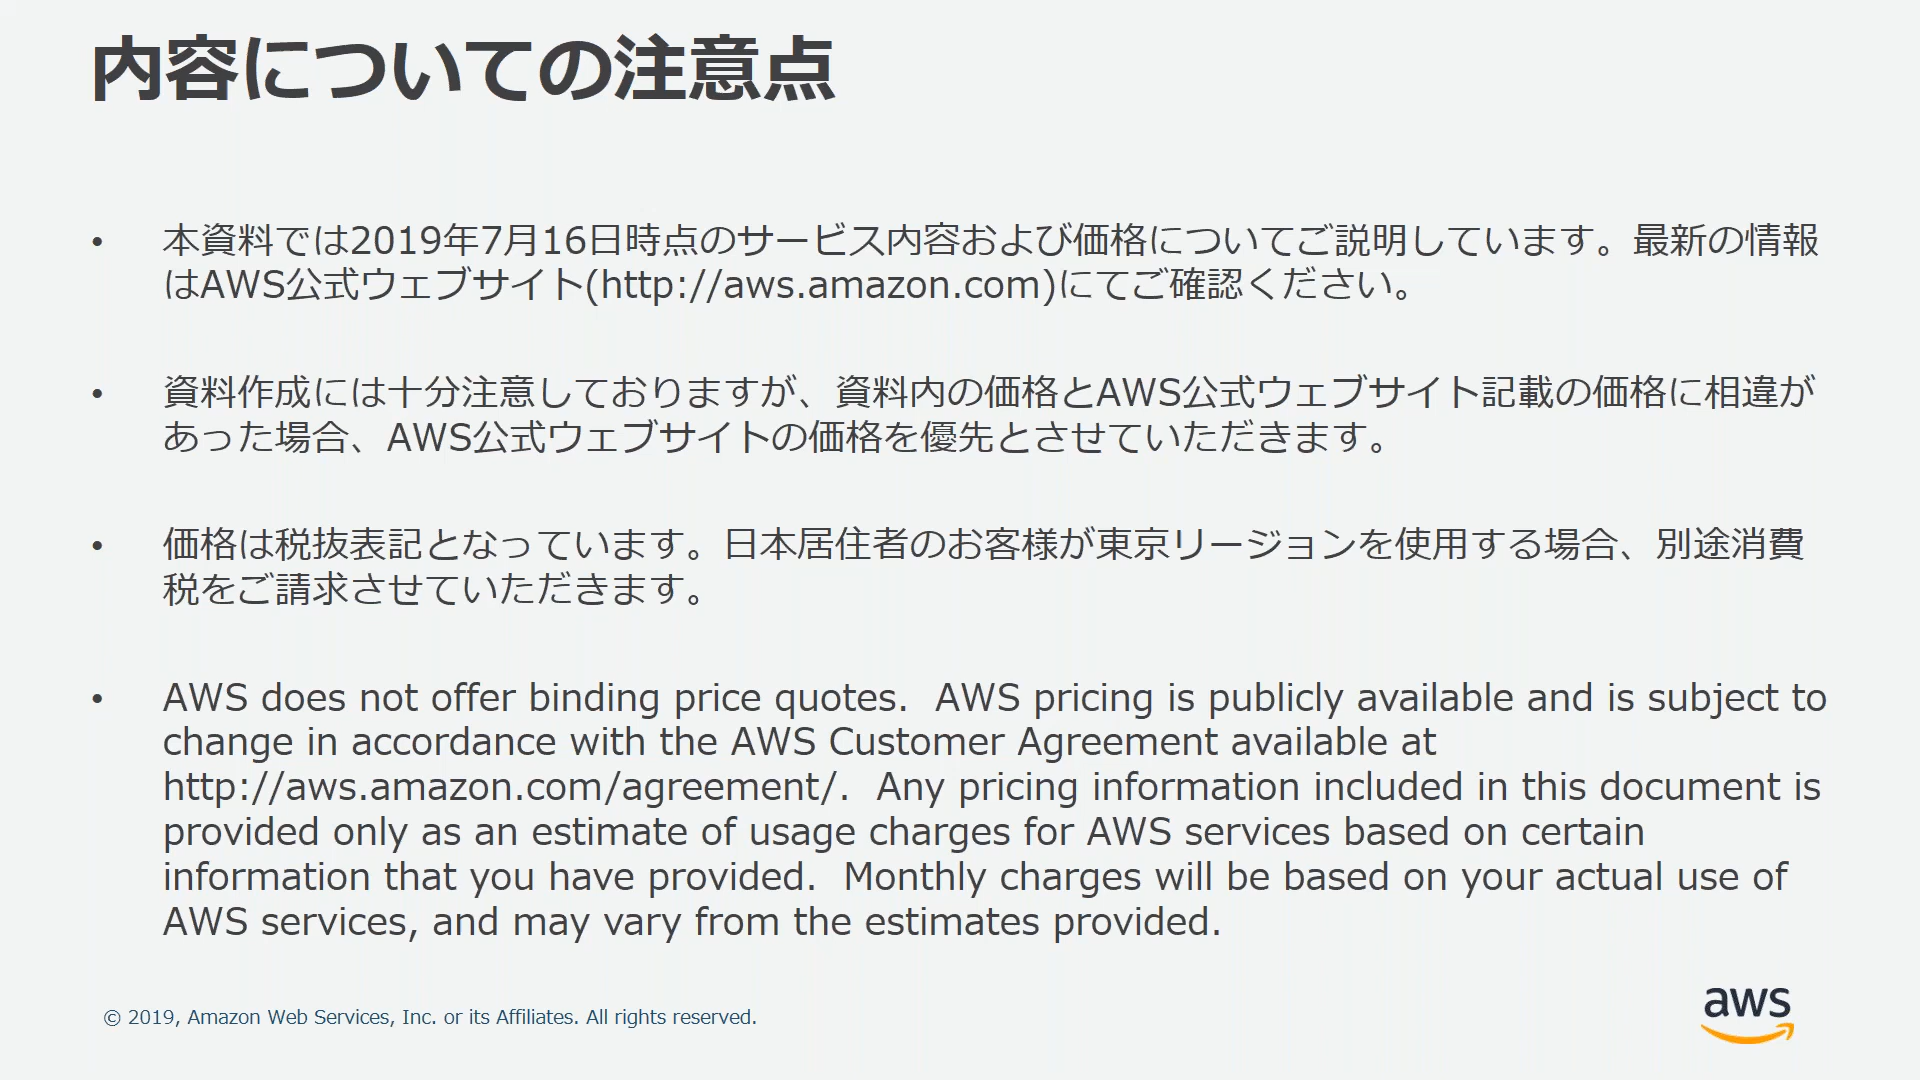 内容についての注意点
• 本資料では2019年7月16日時点のサービス内容および価格についてご説明しています。最新の情報
はAWS公式ウェブサイト(http://aws.amazon.com)にてご確認ください。
• 資料作成には十分注意しておりますが、資料内の価格とAWS公式ウェブサイト記載の価格に相違が
あった場合、AWS公式ウェブサイトの価格を優先とさせていただきます。
• 価格は税抜表記となっています。日本居住者のお客様が東京リージョンを使用する場合、別途消費
税をご請求させていただきます。
• AWS does not offer binding price quotes.  AWS pricing is publicly available and is subject to
change in accordance with the AWS Customer Agreement available at
http://aws.amazon.com/agreement/.  Any pricing information included in this document is
provided only as an estimate of usage charges for AWS services based on certain
information that you have provided.  Monthly charges will be based on your actual use of
AWS services, and may vary from the estimates provided.
© 2019, Amazon Web Services, Inc. or its Affiliates. All rights reserved.
aws